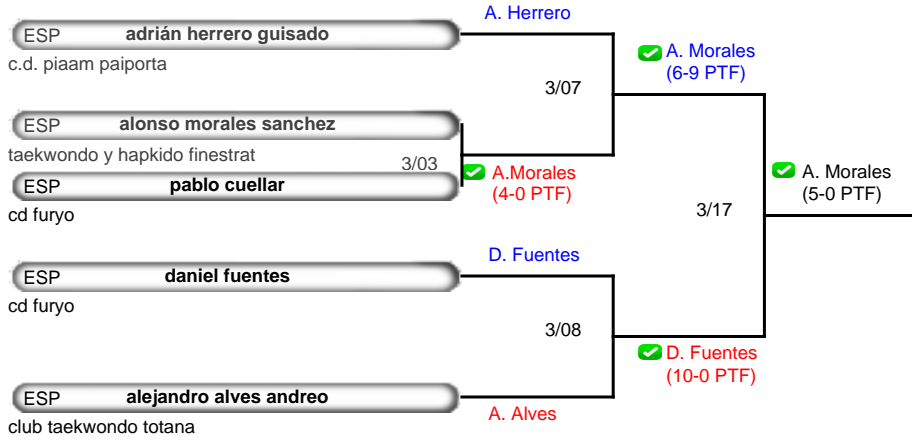 A. Herrero
ESP adrián herrero guisado
c.d. piaam paiporta
A. Morales
(6-9 PTF)
3/07
ESP alonso morales sanchez
taekwondo y hapkido finestrat
3/03
A.Morales
(4-0 PTF)
ESP pablo cuellar
cd furyo
A. Morales
(5-0 PTF)
3/17
D. Fuentes
ESP daniel fuentes
cd furyo
3/08
D. Fuentes
(10-0 PTF)
ESP alejandro alves andreo
A. Alves
club taekwondo totana